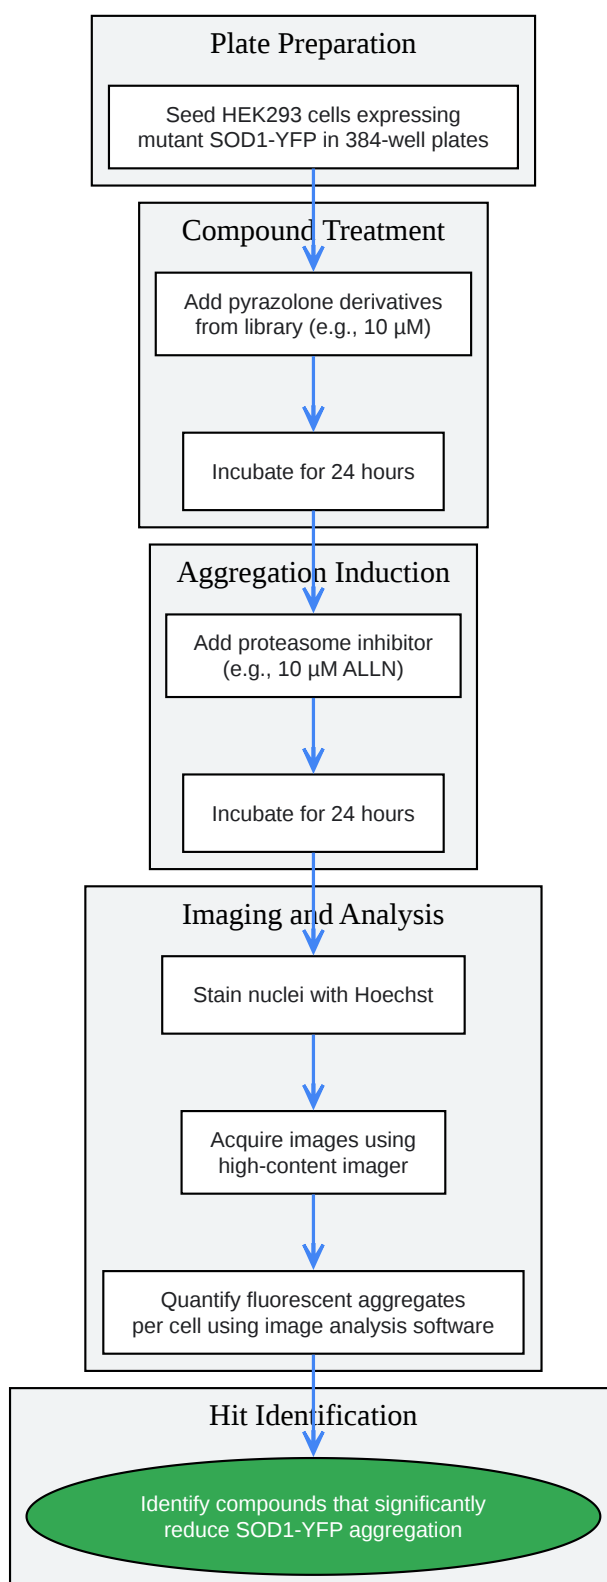 Plate Preparation
Seed HEK293 cells expressing
mutant SOD1-YFP in 384-well plates
Compound Treatment
Add pyrazolone derivatives
from library (e.g., 10 µM)
Incubate for 24 hours
Aggregation Induction
Add proteasome inhibitor
(e.g., 10 µM ALLN)
Incubate for 24 hours
Imaging and Analysis
Stain nuclei with Hoechst
Acquire images using
high-content imager
Quantify fluorescent aggregates
per cell using image analysis software
Hit Identification
Identify compounds that significantly
reduce SOD1-YFP aggregation